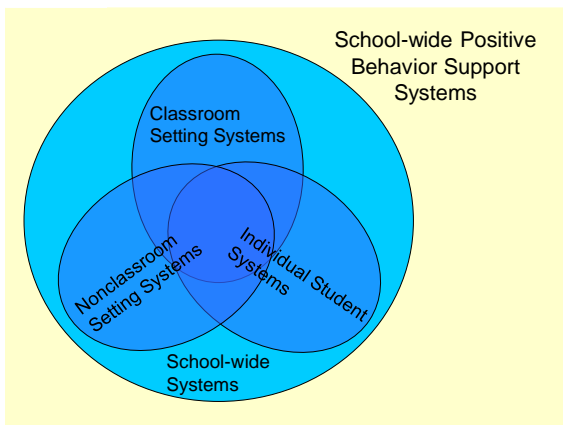 School-wide Positive
Behavior Support
Systems
Classroom
Setting Systems
Nonclassroom
Setting Systems
Individual Student
Systems
School-wide
Systems